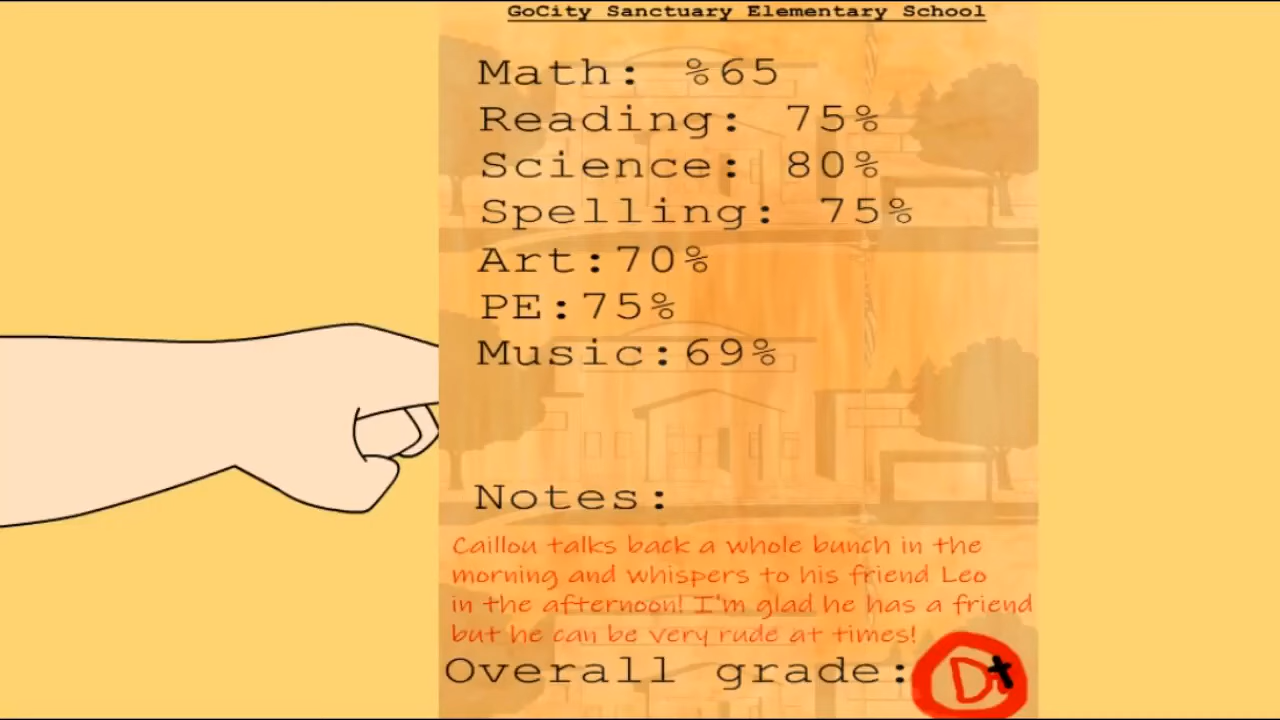 GoCity Sanctuary Elementary School
Math: %65
Reading: 75%
Science: 80%
Spelling: 75%
Art:70%
PE:75%
Music:69%
Notes:
Caillou talks back a whole bunch in the
morning and whispers to his friend Leo
in the afternoon! I'm glad he has a friend
but he can be very rude at times!
Overall grade: D+